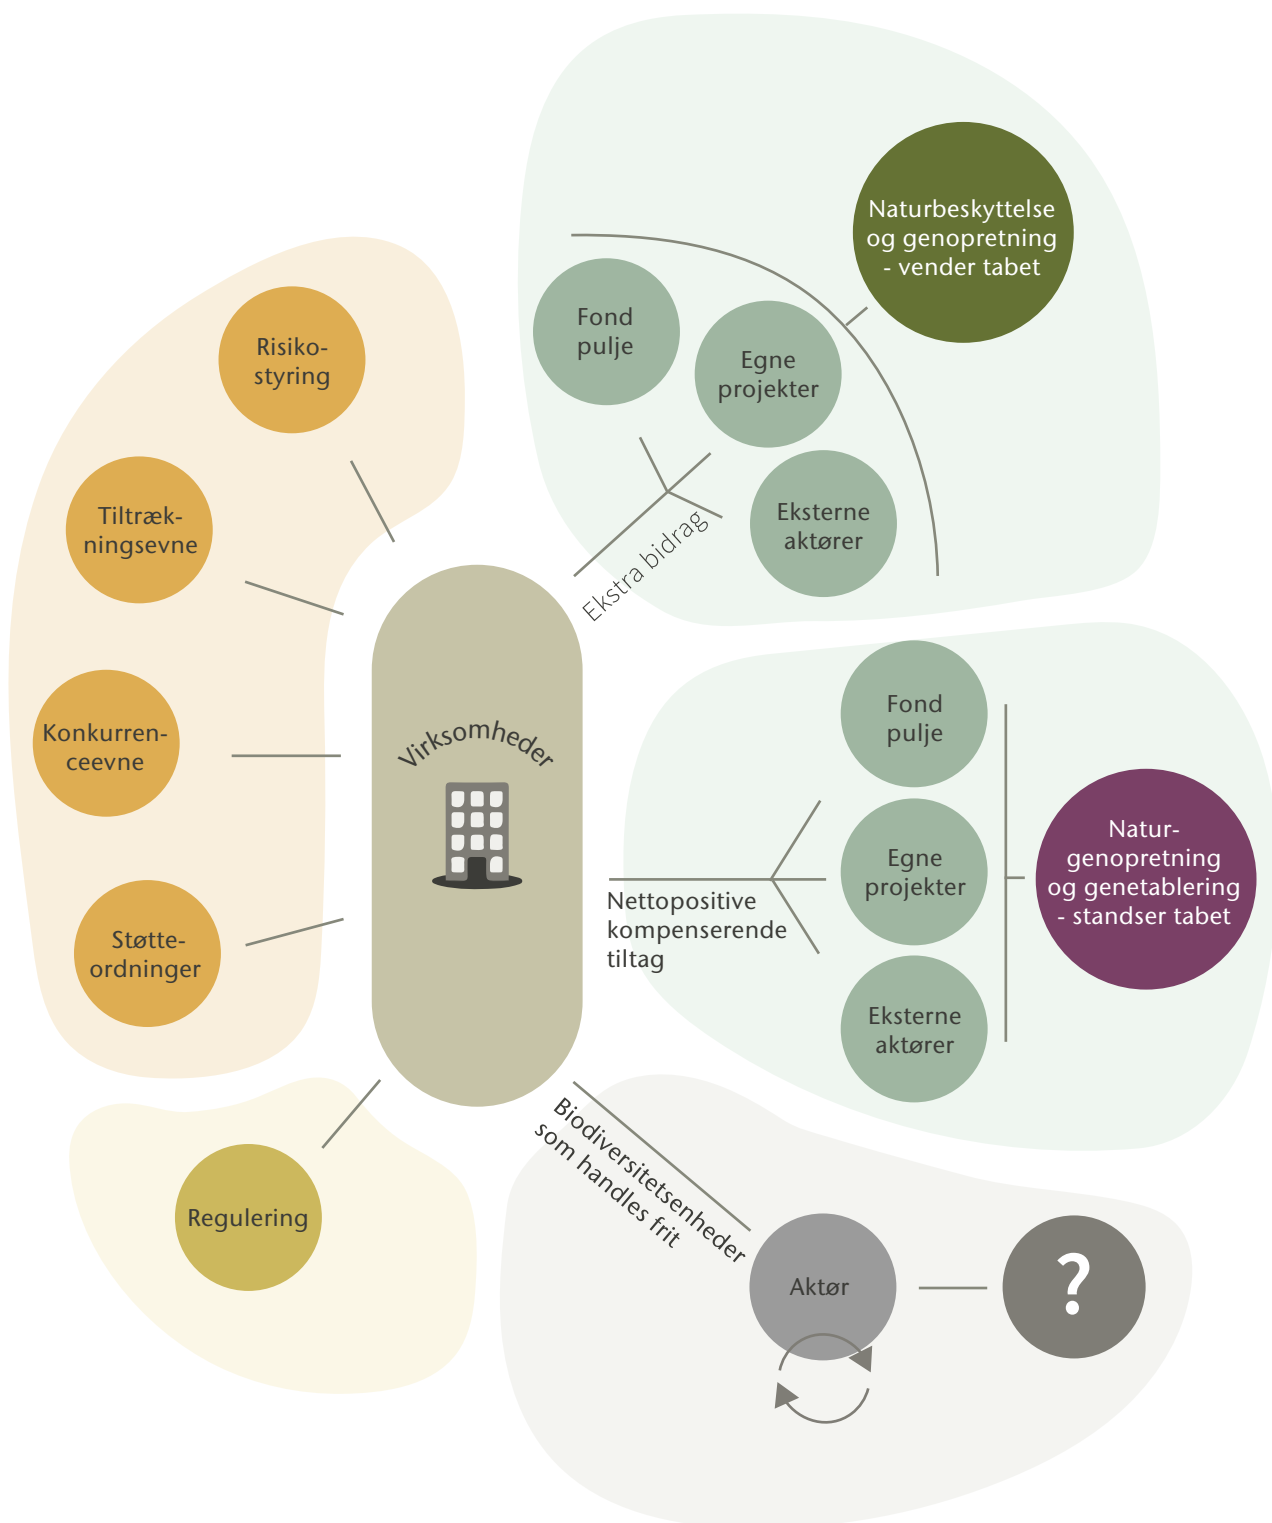 Naturbeskyttelse
og genopretning
- vender tabet
Fond
pulje
Egne
projekter
Eksterne
aktører
Ekstra bidrag
Risiko-
styring
Tiltræk-
ningsevne
Konkurren-
ceevne
Støtte-
ordninger
Regulering
Virksomheder
Nettopositive
kompenserende
tiltag
Fond
pulje
Egne
projekter
Eksterne
aktører
Natur-
genopretning
og genetablering
- standser tabet
Biodiversitetsenheder
som handles frit
Aktør
?